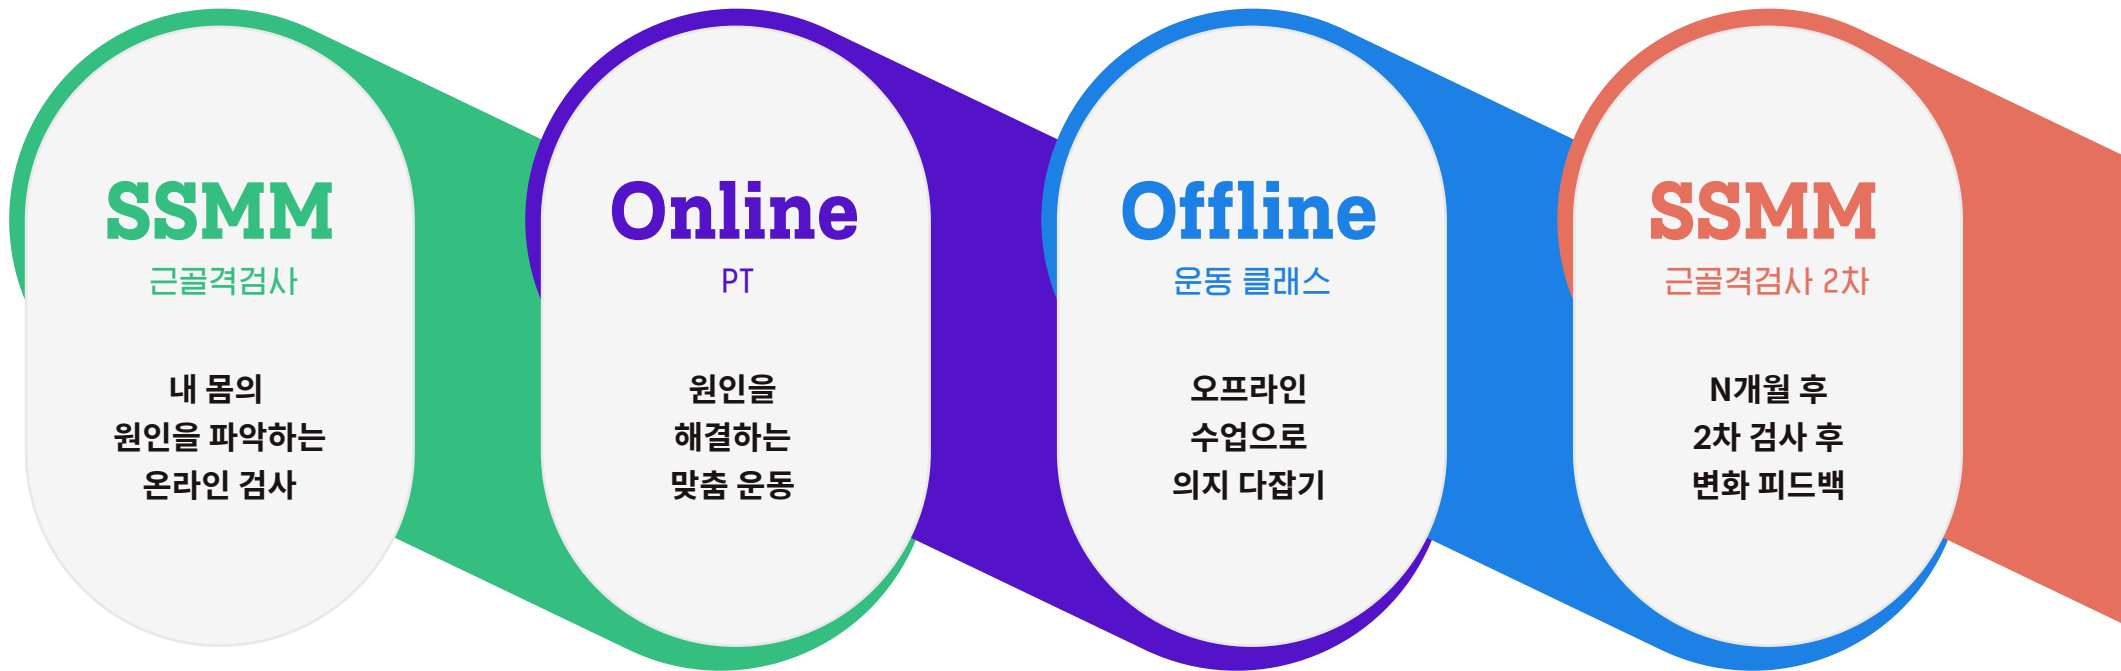 SSMM
근골격검사
내 몸의
원인을 파악하는
온라인 검사
Online
PT
원인을
해결하는
맞춤 운동
Offline
운동 클래스
오프라인
수업으로
의지 다잡기
SSMM
근골격검사 2차
N개월 후
2차 검사 후
변화 피드백